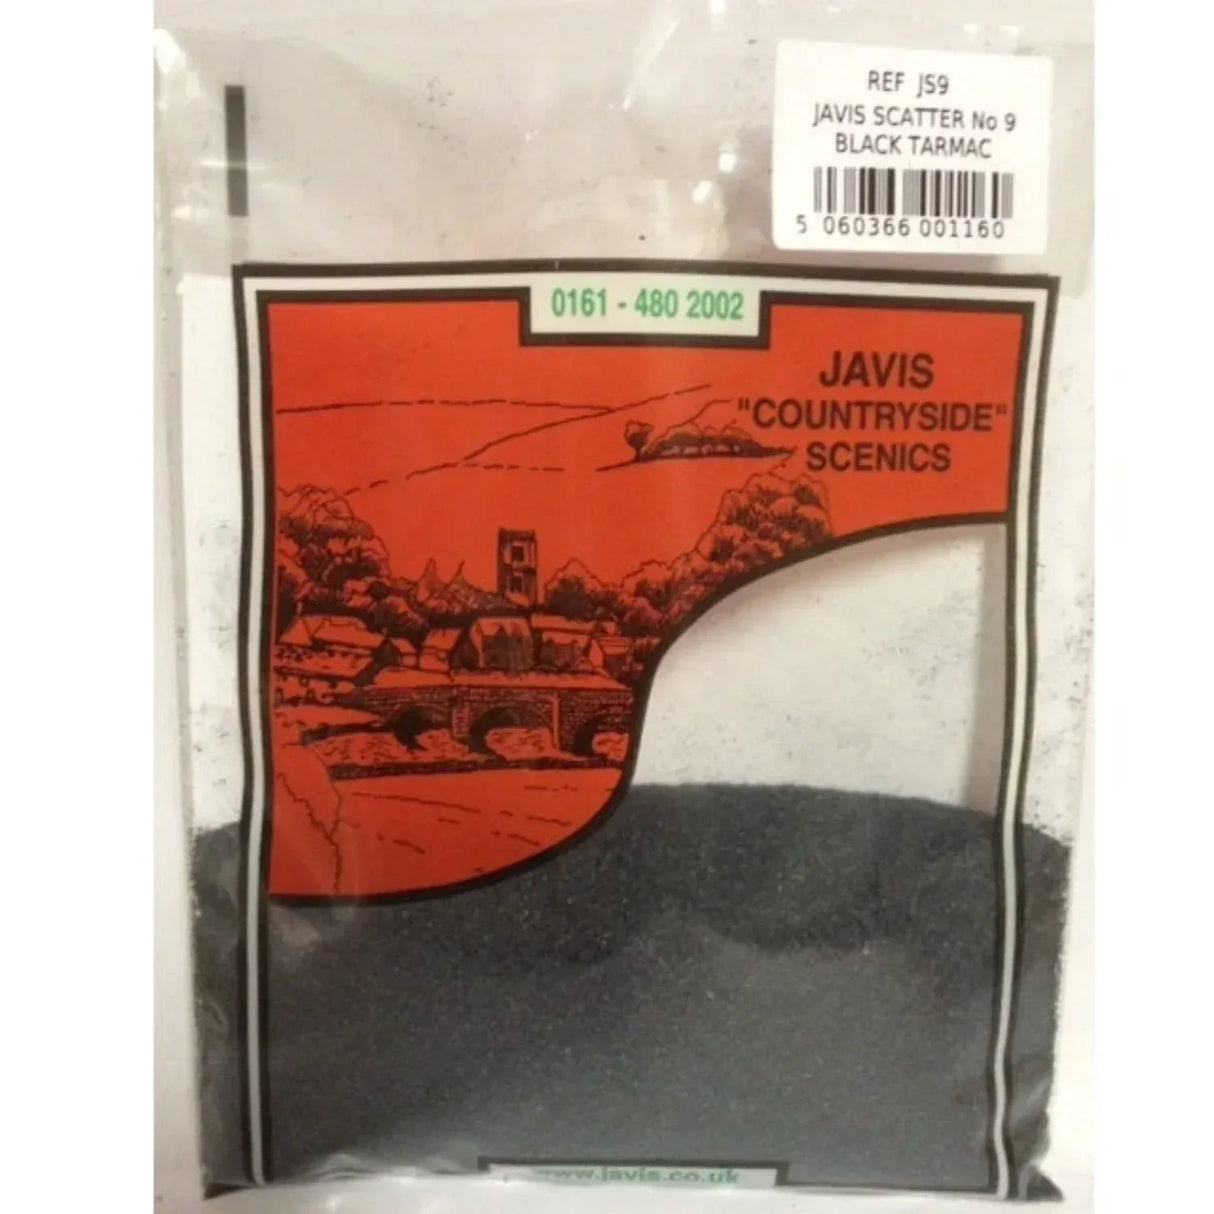 REF JS9
JAVIS SCATTER No 9
BLACK TARMAC
5 060366 001160
0161 - 480 2002
JAVIS
"COUNTRYSIDE"
SCENICS
www.javis.co.uk